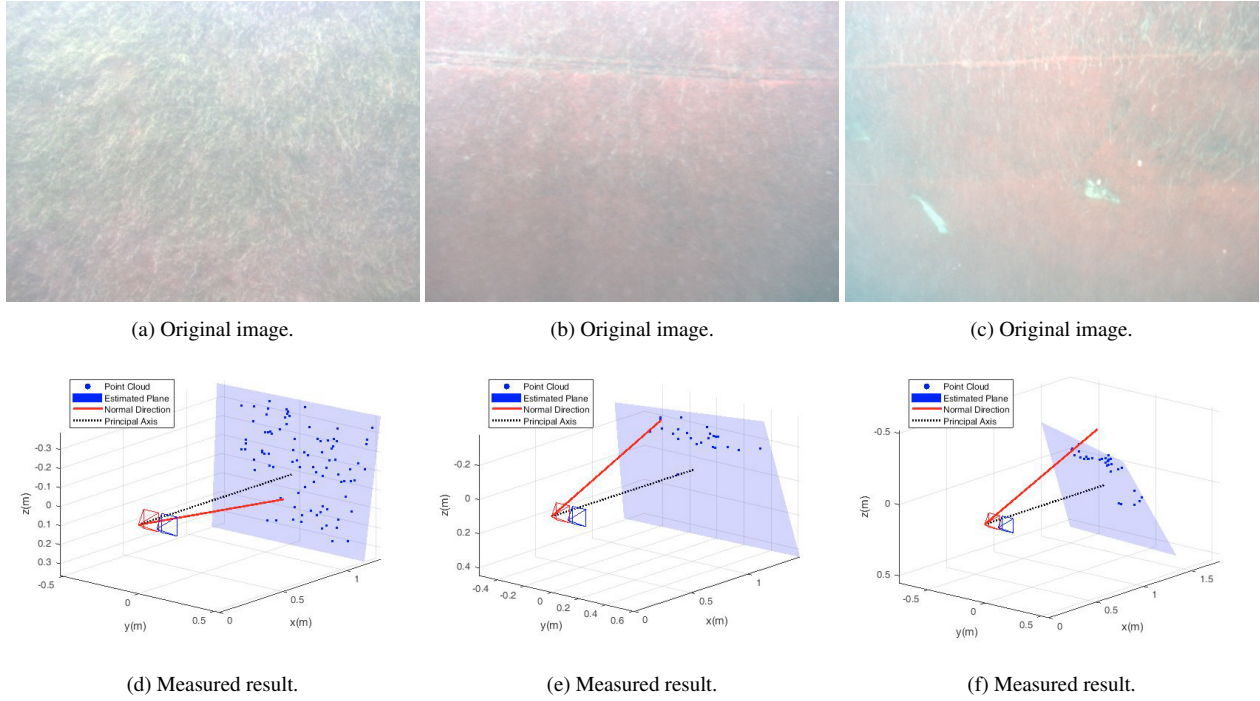 (a) Original image.
(b) Original image.
(c) Original image.
Point Cloud
Estimated Plane
Normal Direction
Principal Axis
-0.3
-0.2
-0.2
-0.1
0
0.1
0.2
0.3
z(m)
-0.5
0
0.5
y(m)
0
0.5
1
x(m)
Point Cloud
Estimated Plane
Normal Direction
Principal Axis
-0.2
0
0.2
0.4
z(m)
-0.4
-0.2
0
0.2
0.4
0.6
y(m)
0
0.5
1
x(m)
Point Cloud
Estimated Plane
Normal Direction
Principal Axis
-0.5
0
0.5
z(m)
-0.5
0
0.5
y(m)
0
0.5
1
1.5
x(m)
(d) Measured result.
(e) Measured result.
(f) Measured result.